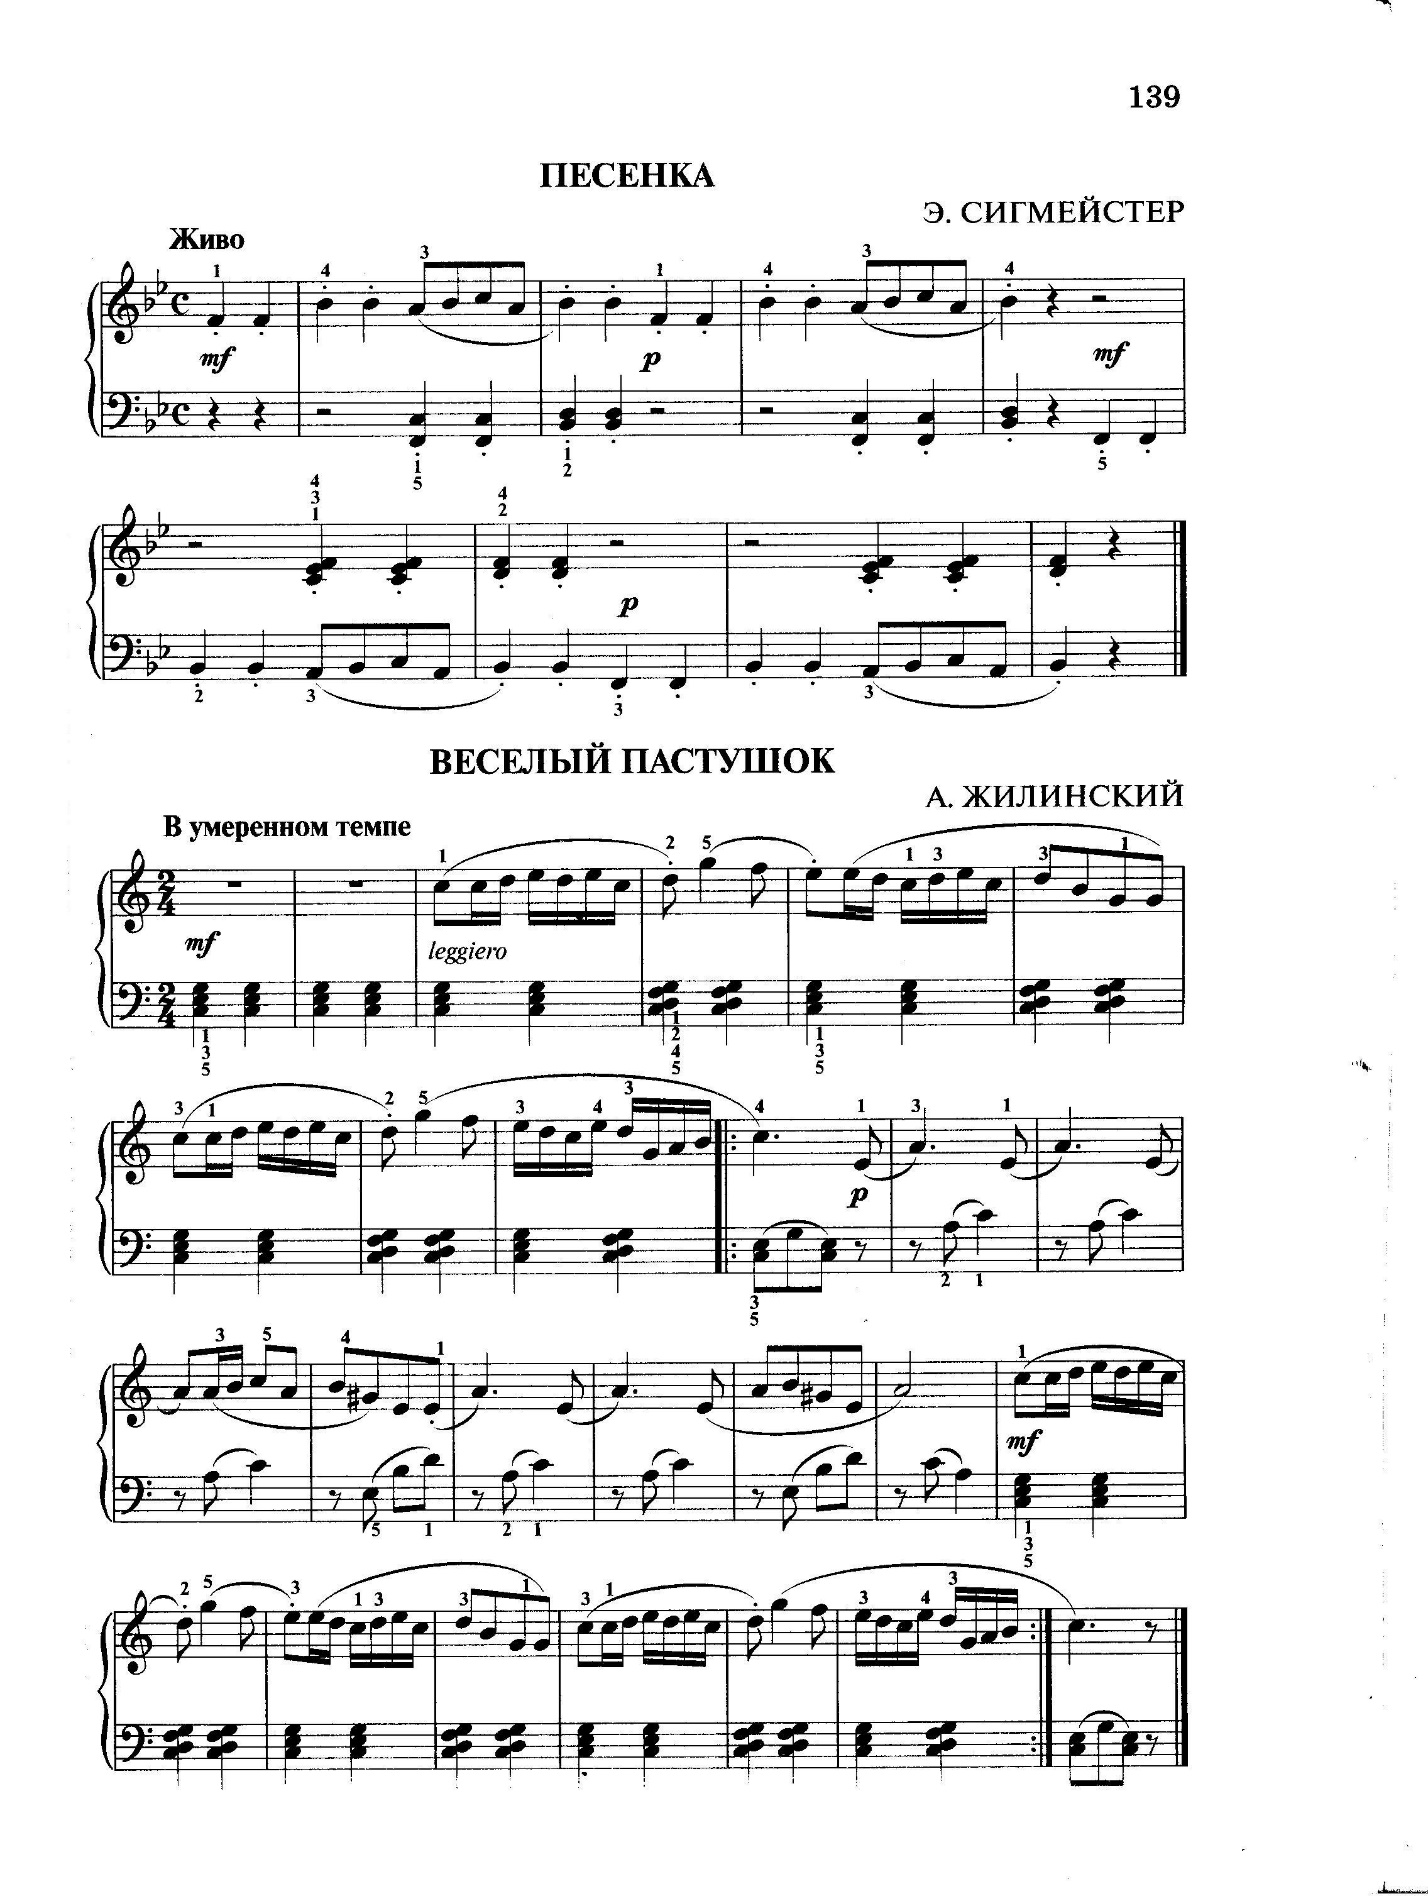 139
ПЕСЕНКА
Э. СИГМЕЙСТЕР
Живо
mf
p
mf
p
ВЕСЕЛЫЙ ПАСТУШОК
А. ЖИЛИНСКИЙ
В умеренном темпе
mf
leggiero
p
mf